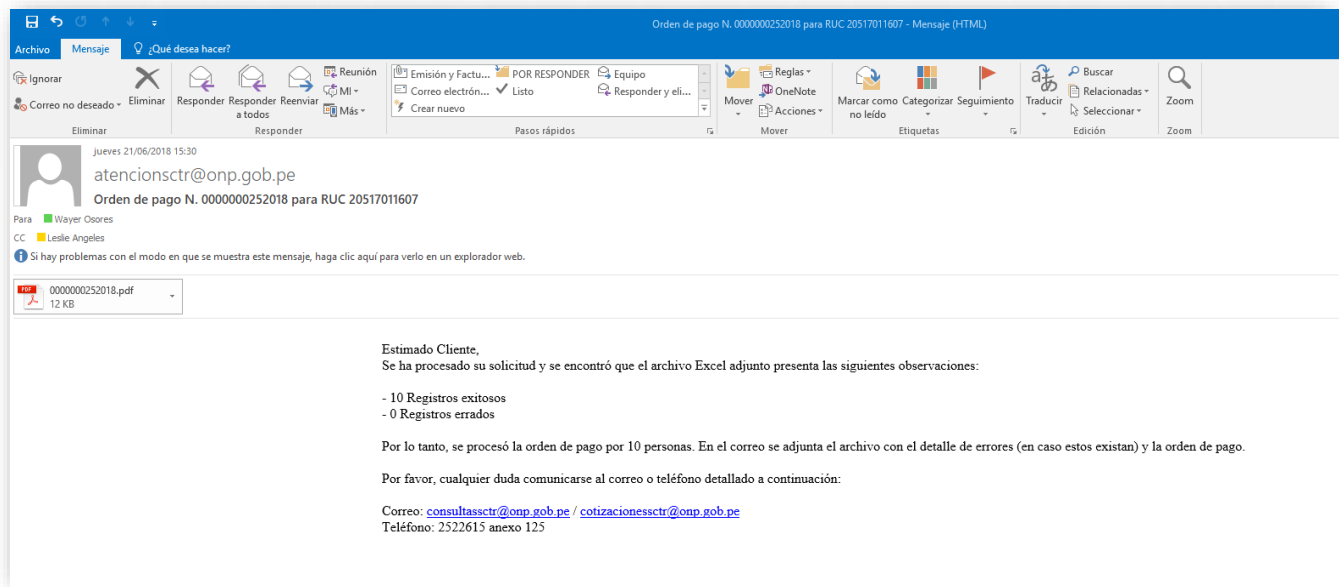 Orden de pago N. 0000000252018 para RUC 20517011607 - Mensaje (HTML)
Archivo Mensaje ¿Qué desea hacer?
Ignorar
Correo no deseado
Eliminar
Eliminar
Responder
Responder a todos
Reenviar
Reunión
MI
Más
Responder
Emisión y Factu... POR RESPONDER Equipo
Correo electrón... Listo Responder y eli...
Crear nuevo
Pasos rápidos
Mover
Reglas
OneNote
Acciones
Mover
Marcar como no leído
Categorizar
Seguimiento
Etiquetas
Traducir
Buscar
Relacionadas
Seleccionar
Edición
Zoom
Zoom
jueves 21/06/2018 15:30
atencionsctr@onp.gob.pe
Orden de pago N. 0000000252018 para RUC 20517011607
Para Wayer Osores
CC Leslie Angeles
Si hay problemas con el modo en que se muestra este mensaje, haga clic aquí para verlo en un explorador web.
PDF
0000000252018.pdf
12 KB
Estimado Cliente,
Se ha procesado su solicitud y se encontró que el archivo Excel adjunto presenta las siguientes observaciones:
- 10 Registros exitosos
- 0 Registros errados
Por lo tanto, se procesó la orden de pago por 10 personas. En el correo se adjunta el archivo con el detalle de errores (en caso estos existan) y la orden de pago.
Por favor, cualquier duda comunicarse al correo o teléfono detallado a continuación:
Correo: consultassctr@onp.gob.pe / cotizacionessctr@onp.gob.pe
Teléfono: 2522615 anexo 125